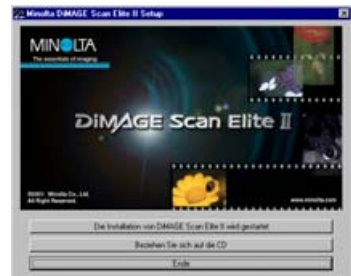 Minolta DiMAGE Scan Elite II Setup
MINOLTA
The essentials of imaging
DiMAGE Scan Elite II
©2001 Minolta Co., Ltd.
All Right Reserved.
www.minolta.com
Die Installation von DiMAGE Scan Elite II wird gestartet
Beziehen Sie sich auf die CD
Ende